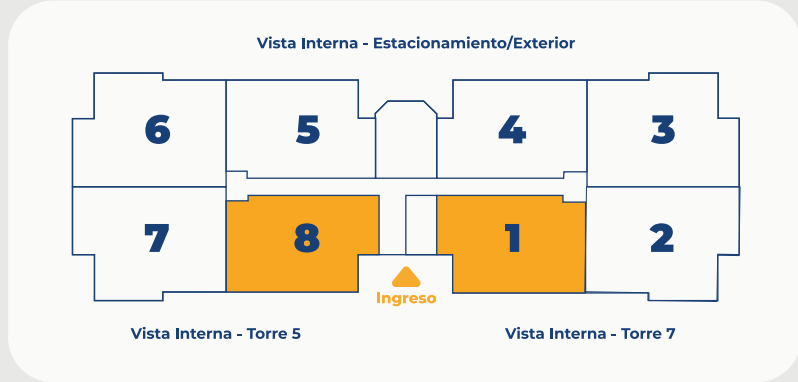 Vista Interna - Estacionamiento/Exterior
6
5
4
3
7
8
1
2
Ingreso
Vista Interna - Torre 5
Vista Interna - Torre 7